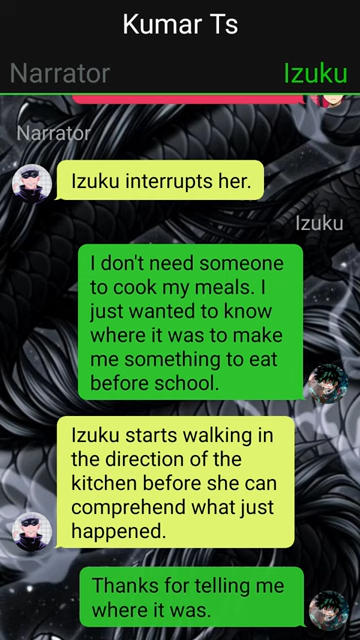 Kumar Ts
Narrator Izuku
Narrator
Izuku interrupts her.
Izuku
I don't need someone
to cook my meals. I
just wanted to know
where it was to make
me something to eat
before school.
Izuku starts walking in
the direction of the
kitchen before she can
comprehend what just
happened.
Thanks for telling me
where it was.